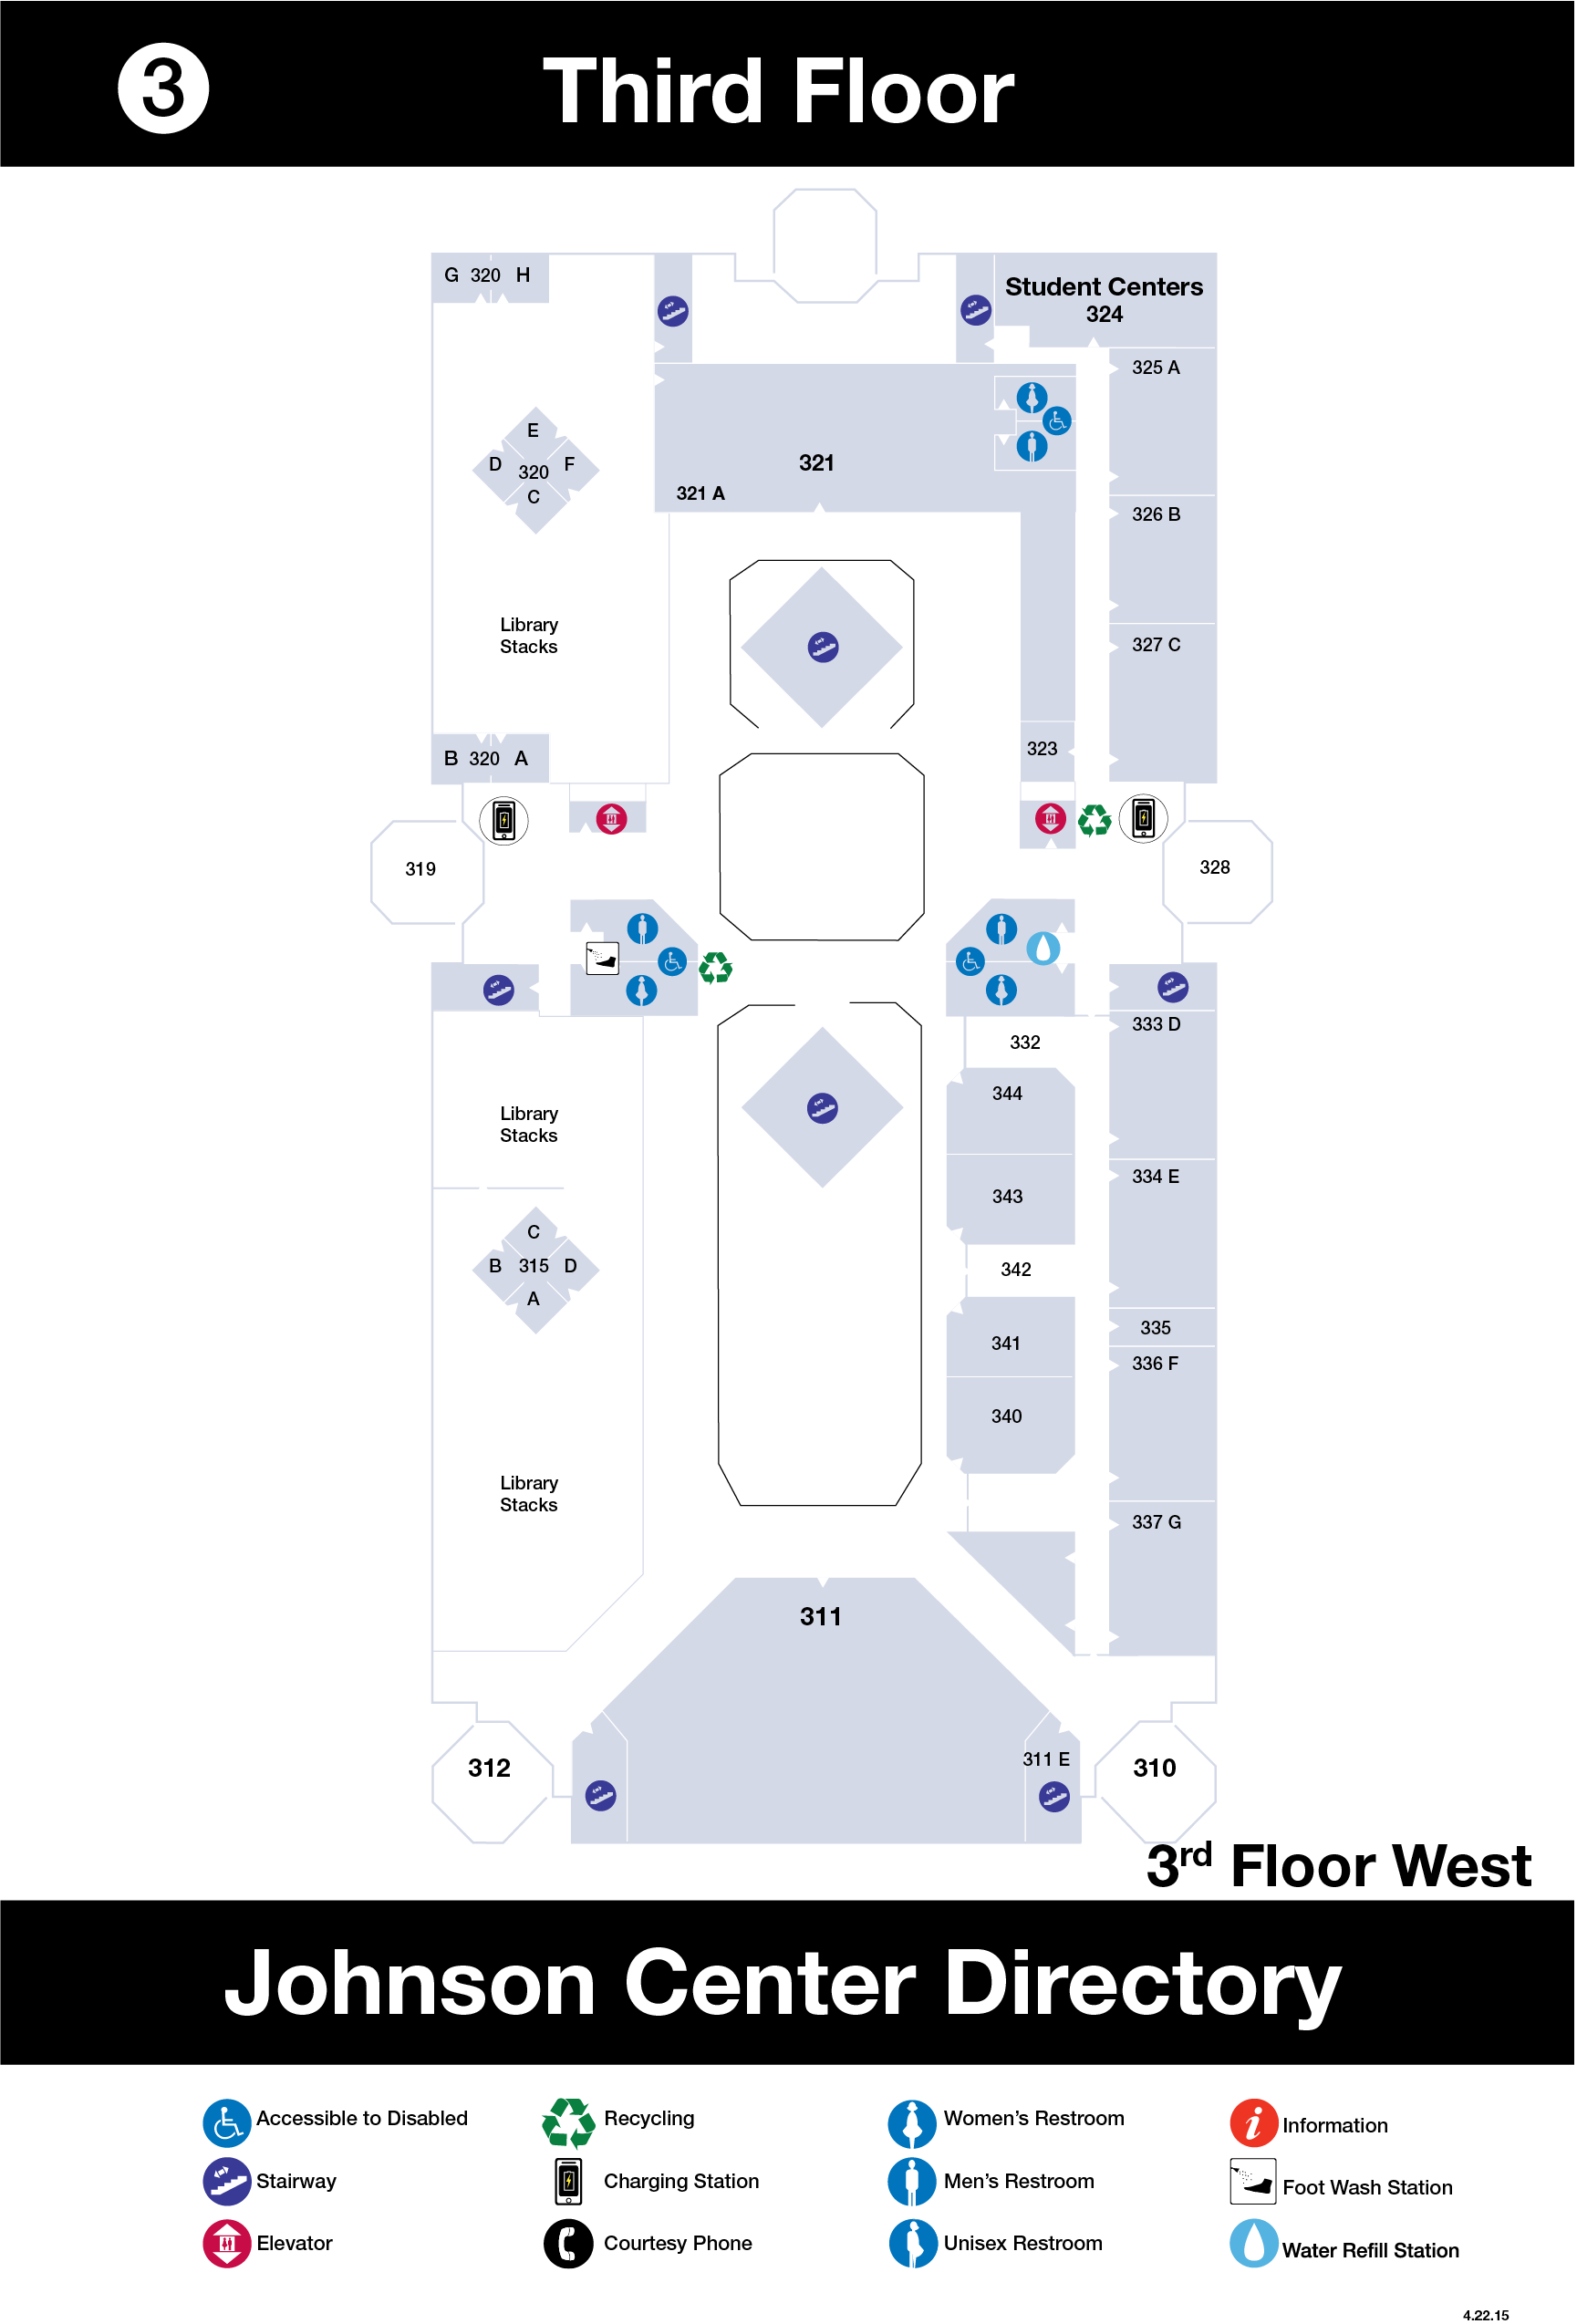 3
Third Floor
G 320 H
Student Centers
324
325 A
E
D 320 F
C
321
321 A
326 B
Library
Stacks
327 C
B 320 A
323
319
328
333 D
332
344
Library
Stacks
334 E
343
C
B 315 D
A
342
335
341
336 F
340
Library
Stacks
337 G
311
311 E
312
310
3rd Floor West
Johnson Center Directory
Accessible to Disabled
Recycling
Women's Restroom
Information
Stairway
Charging Station
Men's Restroom
Foot Wash Station
Elevator
Courtesy Phone
Unisex Restroom
Water Refill Station
4.22.15